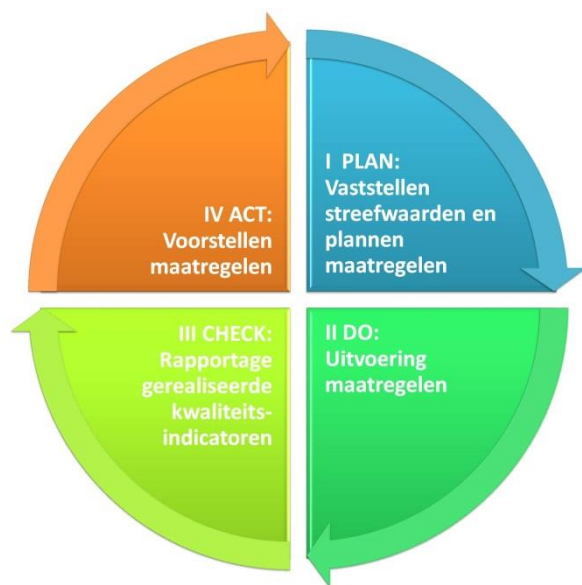 I PLAN:
Vaststellen
streefwaarden en
plannen
maatregelen
II DO:
Uitvoering
maatregelen
III CHECK:
Rapportage
gerealiseerde
kwaliteits-
indicatoren
IV ACT:
Voorstellen
maatregelen